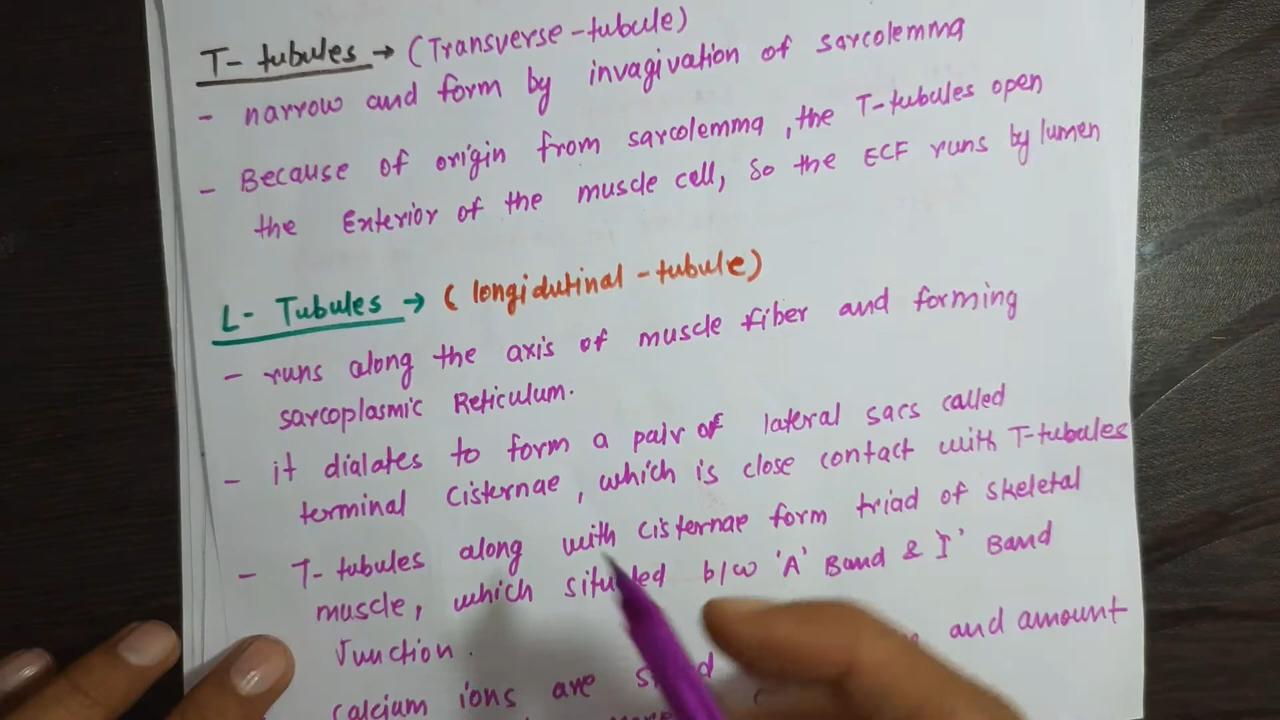 T- tubules → (Transverse-tubule)
- narrow and form by invagivation of sarcolemma
- Because of origin from sarcolemma, the T-tubules open
the Exterior of the muscle cell, so the ECF runs by lumen
L- Tubules → (longidutinal-tubule)
- runs along the axis of muscle fiber and forming
sarcoplasmic Reticulum.
- it dialates to form a pair of lateral sacs called
terminal Cisternae, which is close contact with T-tubules
- T-tubules along with cisternae form triad of skeletal
muscle, which situated b/w 'A' Band & I' Band
Junction.
calcium ions are and amount